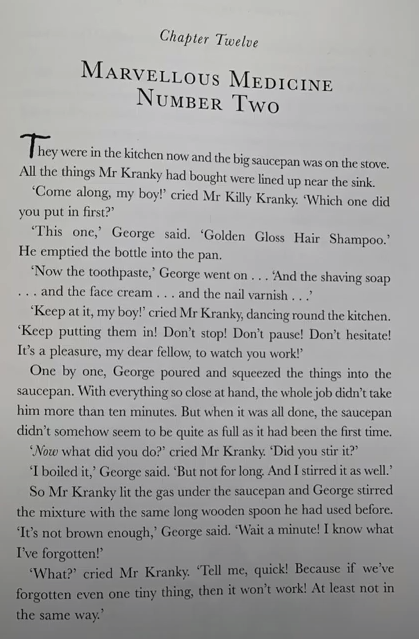 Chapter Twelve
MARVELLOUS MEDICINE
NUMBER TWO
They were in the kitchen now and the big saucepan was on the stove.
All the things Mr Kranky had bought were lined up near the sink.
‘Come along, my boy!’ cried Mr Killy Kranky. ‘Which one did
you put in first?’
‘This one,’ George said. ‘Golden Gloss Hair Shampoo.’
He emptied the bottle into the pan.
‘Now the toothpaste,’ George went on . . . ‘And the shaving soap
. . . and the face cream . . . and the nail varnish . . .’
‘Keep at it, my boy!’ cried Mr Kranky, dancing round the kitchen.
‘Keep putting them in! Don’t stop! Don’t pause! Don’t hesitate!
It’s a pleasure, my dear fellow, to watch you work!’
One by one, George poured and squeezed the things into the
saucepan. With everything so close at hand, the whole job didn’t take
him more than ten minutes. But when it was all done, the saucepan
didn’t somehow seem to be quite as full as it had been the first time.
‘Now what did you do?’ cried Mr Kranky. ‘Did you stir it?’
‘I boiled it,’ George said. ‘But not for long. And I stirred it as well.’
So Mr Kranky lit the gas under the saucepan and George stirred
the mixture with the same long wooden spoon he had used before.
‘It’s not brown enough,’ George said. ‘Wait a minute! I know what
I’ve forgotten!’
‘What?’ cried Mr Kranky. ‘Tell me, quick! Because if we’ve
forgotten even one tiny thing, then it won’t work! At least not in
the same way.’